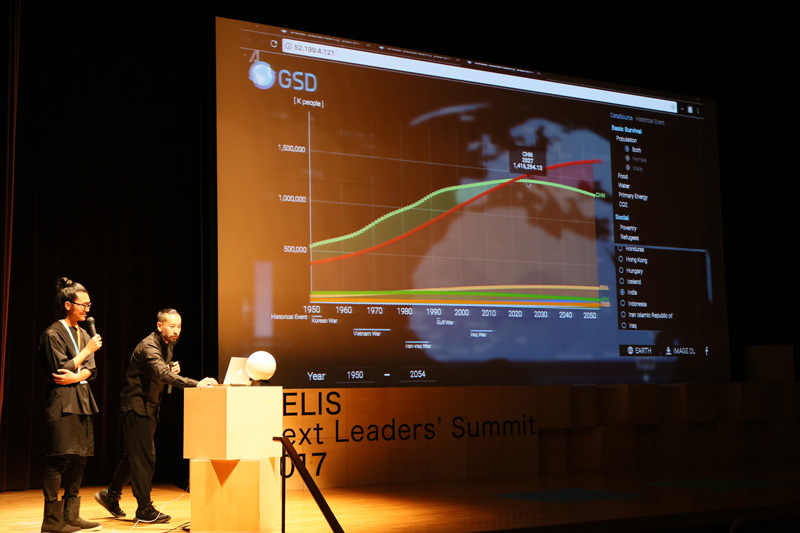 52.199.4.121
GSD
[ K people ]
1,500,000
1,000,000
500,000
CHN
2027
1,416,294.13
CHN
BRA
1950 1960 1970 1980 1990 2000 2010 2020 2030 2040 2050
Historical Event
Korean War
Vietnam War
Iran-Iraq War
Gulf War
Iraq War
Year 1950 - 2054
DataSource Historical Event
Basic Survival
Population
Both
Female
Male
Food
Water
Primary Energy
CO2
Social
Poverty
Refugees
Honduras
Hong Kong
Hungary
Iceland
India
Indonesia
Iran Islamic Republic of
Iraq
EARTH
IMAGE DL
f
ELIS
ext Leaders' Summit
017